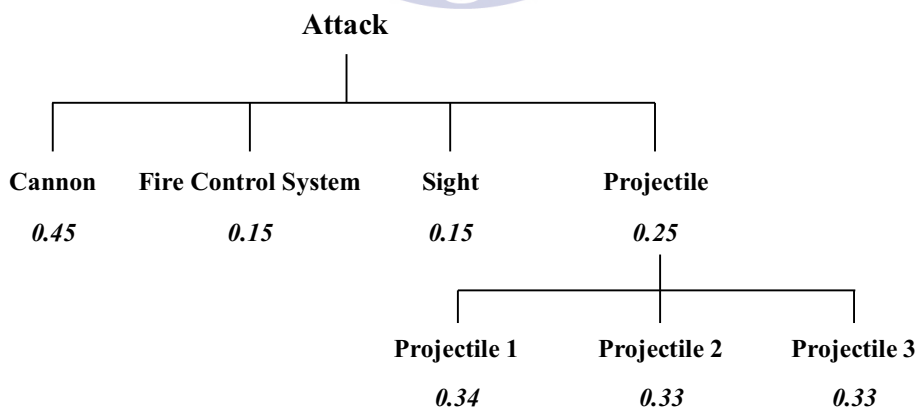 Attack
Cannon Fire Control System Sight Projectile
0.45 0.15 0.15 0.25
Projectile 1 Projectile 2 Projectile 3
0.34 0.33 0.33